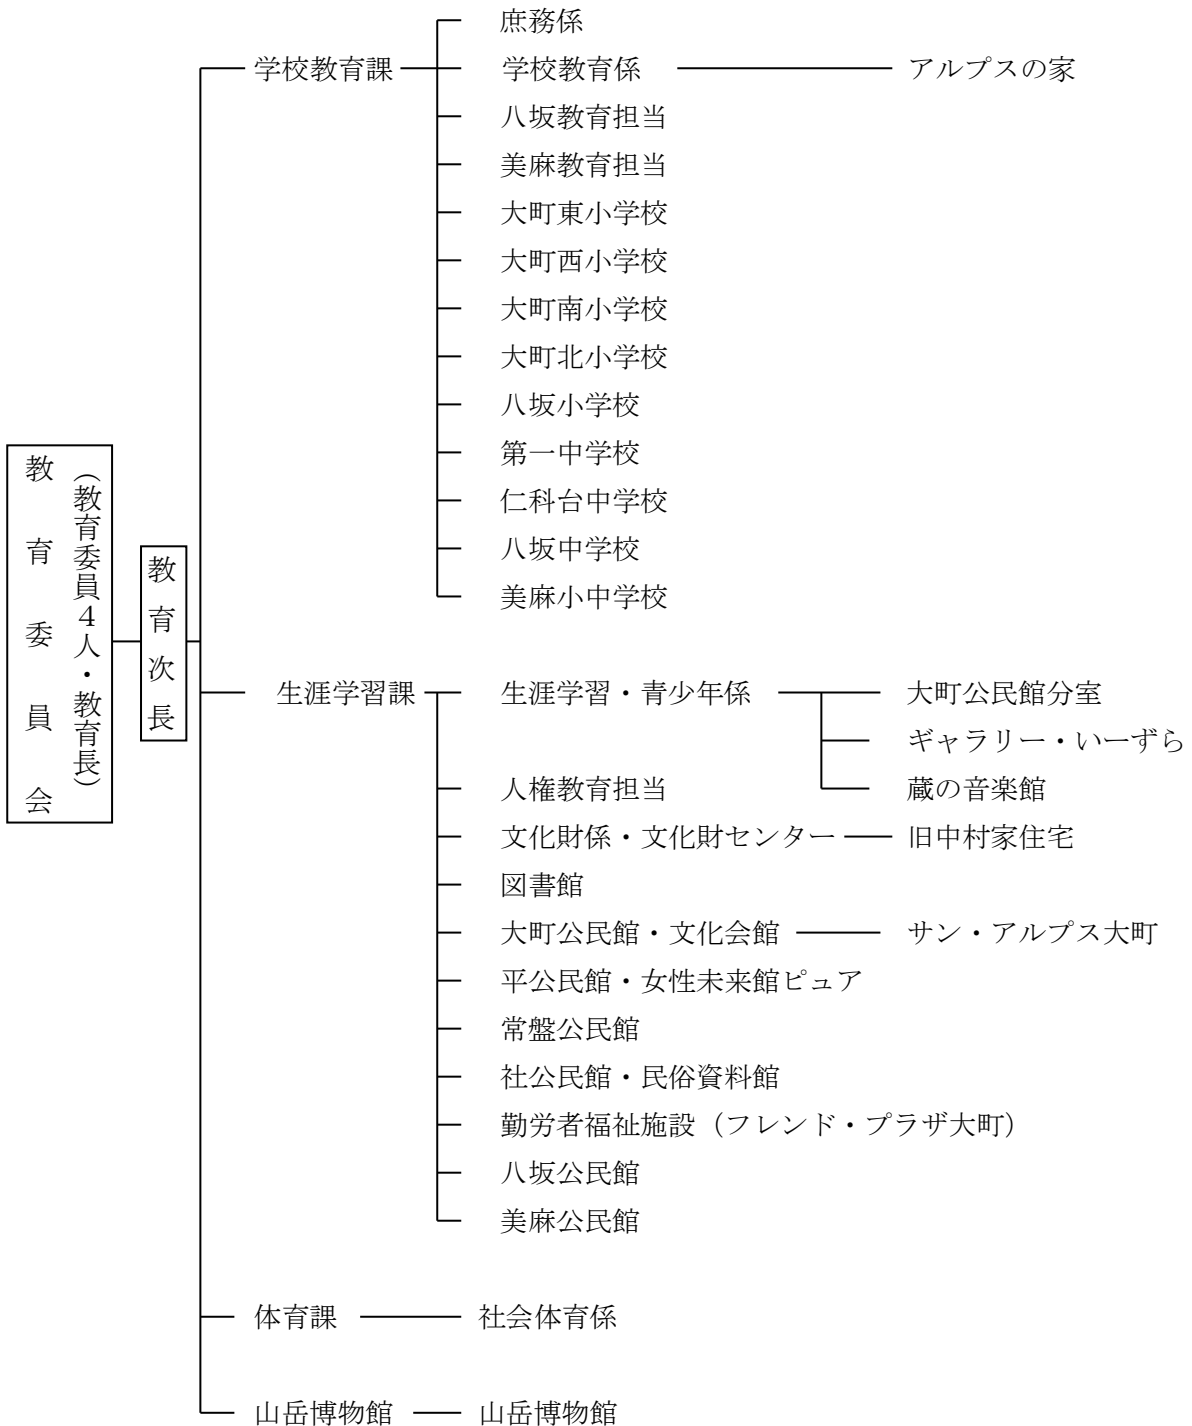 教育委員会
（教育委員４人・教育長）
教育次長
学校教育課
庶務係
学校教育係
アルプスの家
八坂教育担当
美麻教育担当
大町東小学校
大町西小学校
大町南小学校
大町北小学校
八坂小学校
第一中学校
仁科台中学校
八坂中学校
美麻小中学校
生涯学習課
生涯学習・青少年係
大町公民館分室
ギャラリー・いーずら
蔵の音楽館
人権教育担当
文化財係・文化財センター
旧中村家住宅
図書館
大町公民館・文化会館
サン・アルプス大町
平公民館・女性未来館ピュア
常盤公民館
社公民館・民俗資料館
勤労者福祉施設（フレンド・プラザ大町）
八坂公民館
美麻公民館
体育課
社会体育係
山岳博物館
山岳博物館